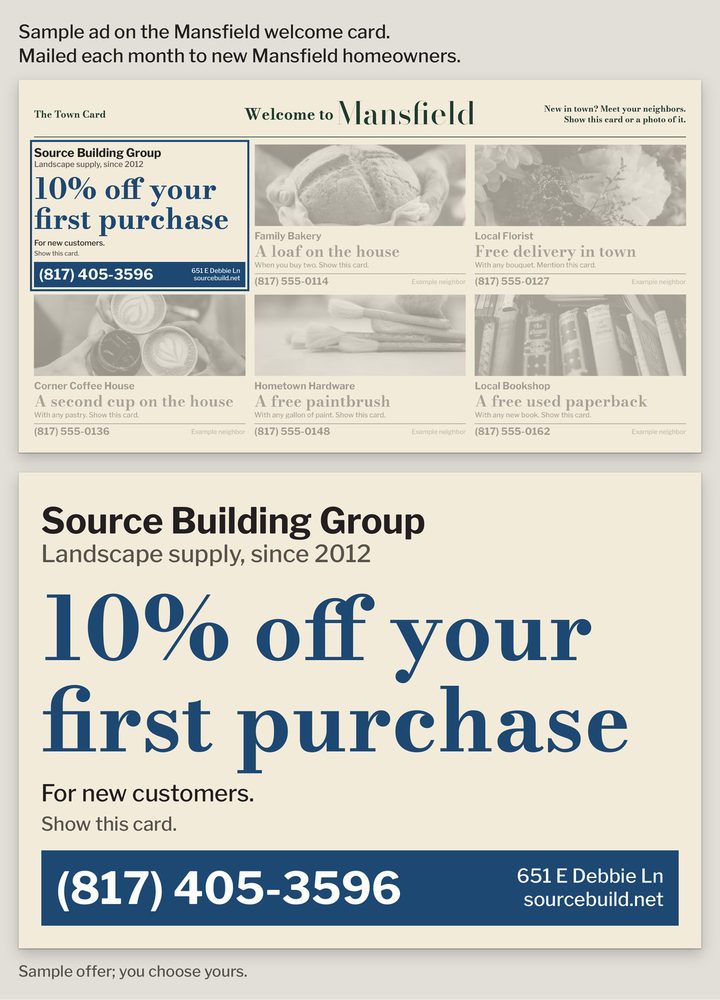 Sample ad on the Mansfield welcome card.
Mailed each month to new Mansfield homeowners.
The Town Card
Welcome to Mansfield
New in town? Meet your neighbors.
Show this card or a photo of it.
Source Building Group
Landscape supply, since 2012
10% off your
first purchase
For new customers.
Show this card.
(817) 405-3596
651 E Debbie Ln
sourcebuild.net
Family Bakery
A loaf on the house
When you buy two. Show this card.
(817) 555-0114
Example neighbor
Local Florist
Free delivery in town
With any bouquet. Mention this card.
(817) 555-0127
Example neighbor
Corner Coffee House
A second cup on the house
With any pastry. Show this card.
(817) 555-0136
Example neighbor
Hometown Hardware
A free paintbrush
With any gallon of paint. Show this card.
(817) 555-0148
Example neighbor
Local Bookshop
A free used paperback
With any new book. Show this card.
(817) 555-0162
Example neighbor
Source Building Group
Landscape supply, since 2012
10% off your
first purchase
For new customers.
Show this card.
(817) 405-3596
651 E Debbie Ln
sourcebuild.net
Sample offer; you choose yours.